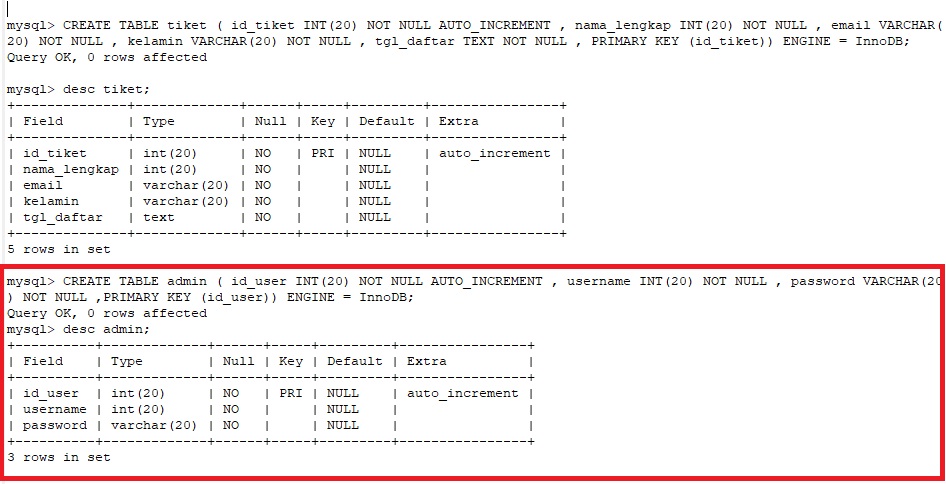 mysql> CREATE TABLE tiket ( id_tiket INT(20) NOT NULL AUTO_INCREMENT , nama_lengkap INT(20) NOT NULL , email VARCHAR(
20) NOT NULL , kelamin VARCHAR(20) NOT NULL , tgl_daftar TEXT NOT NULL , PRIMARY KEY (id_tiket)) ENGINE = InnoDB;
Query OK, 0 rows affected
mysql> desc tiket;
+--------------+-------------+------+-----+---------+----------------+
| Field        | Type        | Null | Key | Default | Extra          |
+--------------+-------------+------+-----+---------+----------------+
| id_tiket     | int(20)     | NO   | PRI | NULL    | auto_increment |
| nama_lengkap | int(20)     | NO   |     | NULL    |                |
| email        | varchar(20) | NO   |     | NULL    |                |
| kelamin      | varchar(20) | NO   |     | NULL    |                |
| tgl_daftar   | text        | NO   |     | NULL    |                |
+--------------+-------------+------+-----+---------+----------------+
5 rows in set
mysql> CREATE TABLE admin ( id_user INT(20) NOT NULL AUTO_INCREMENT , username INT(20) NOT NULL , password VARCHAR(20
) NOT NULL ,PRIMARY KEY (id_user)) ENGINE = InnoDB;
Query OK, 0 rows affected
mysql> desc admin;
+----------+-------------+------+-----+---------+----------------+
| Field    | Type        | Null | Key | Default | Extra          |
+----------+-------------+------+-----+---------+----------------+
| id_user  | int(20)     | NO   | PRI | NULL    | auto_increment |
| username | int(20)     | NO   |     | NULL    |                |
| password | varchar(20) | NO   |     | NULL    |                |
+----------+-------------+------+-----+---------+----------------+
3 rows in set